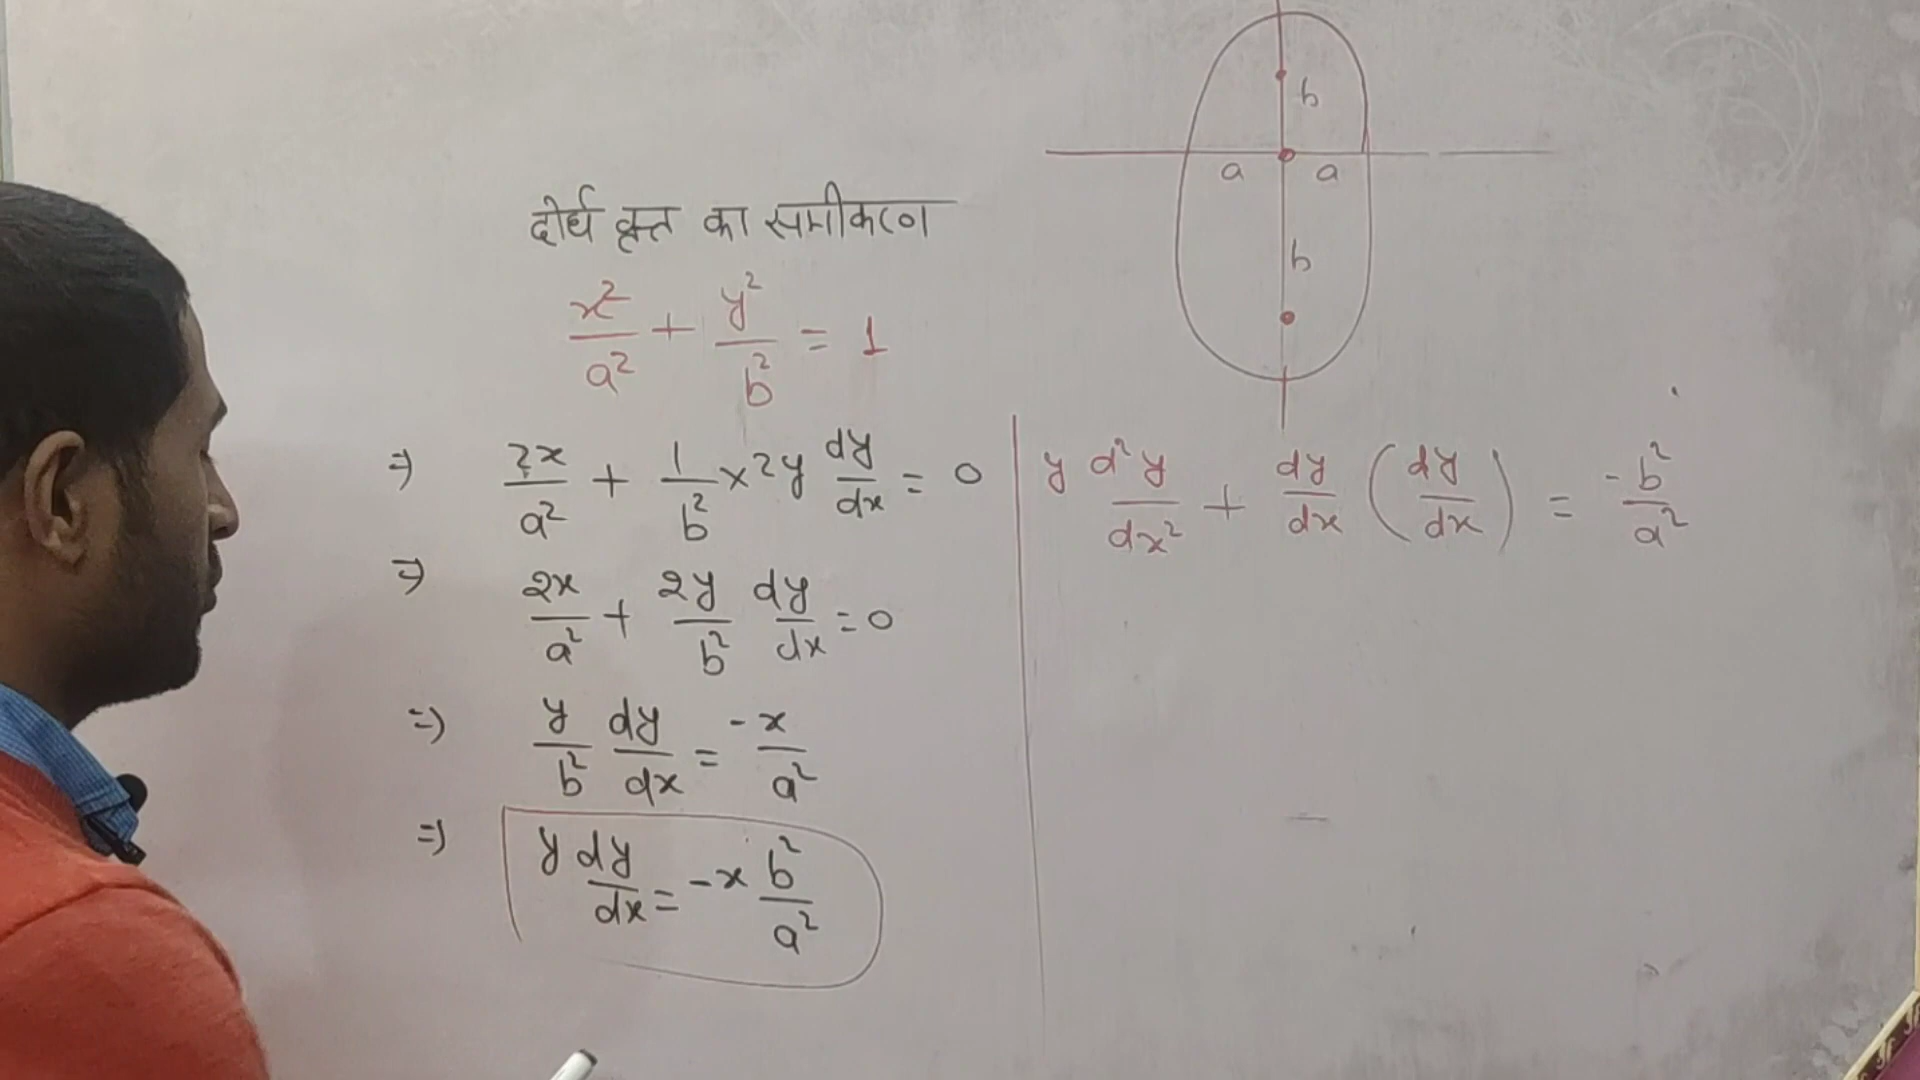 b
a a
b
दीर्घ वृत्त का समीकरण
x²/a² + y²/b² = 1
=) 2x/a² + 1/b² × 2y dy/dx = 0
=) 2x/a² + 2y/b² dy/dx = 0
=) y/b² dy/dx = -x/a²
=) y dy/dx = -x b²/a²
y d²y/dx² + dy/dx (dy/dx) = -b²/a²